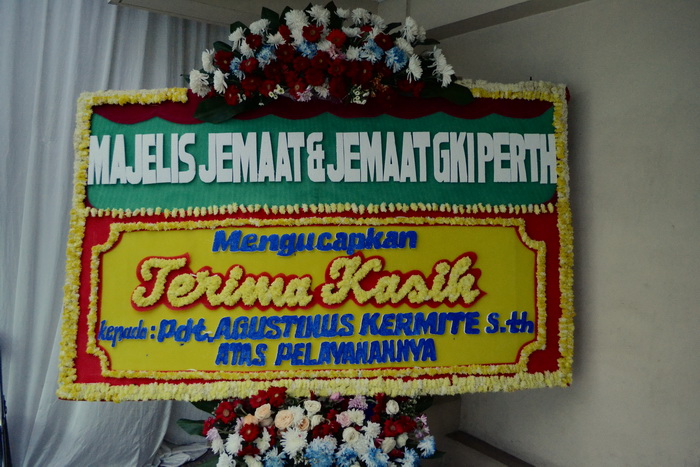 MAJELIS JEMAAT & JEMAAT GKI PERTH
Mengucapkan
Terima Kasih
kepada : Pdt. AGUSTINUS KERMITE S.th
ATAS PELAYANANNYA